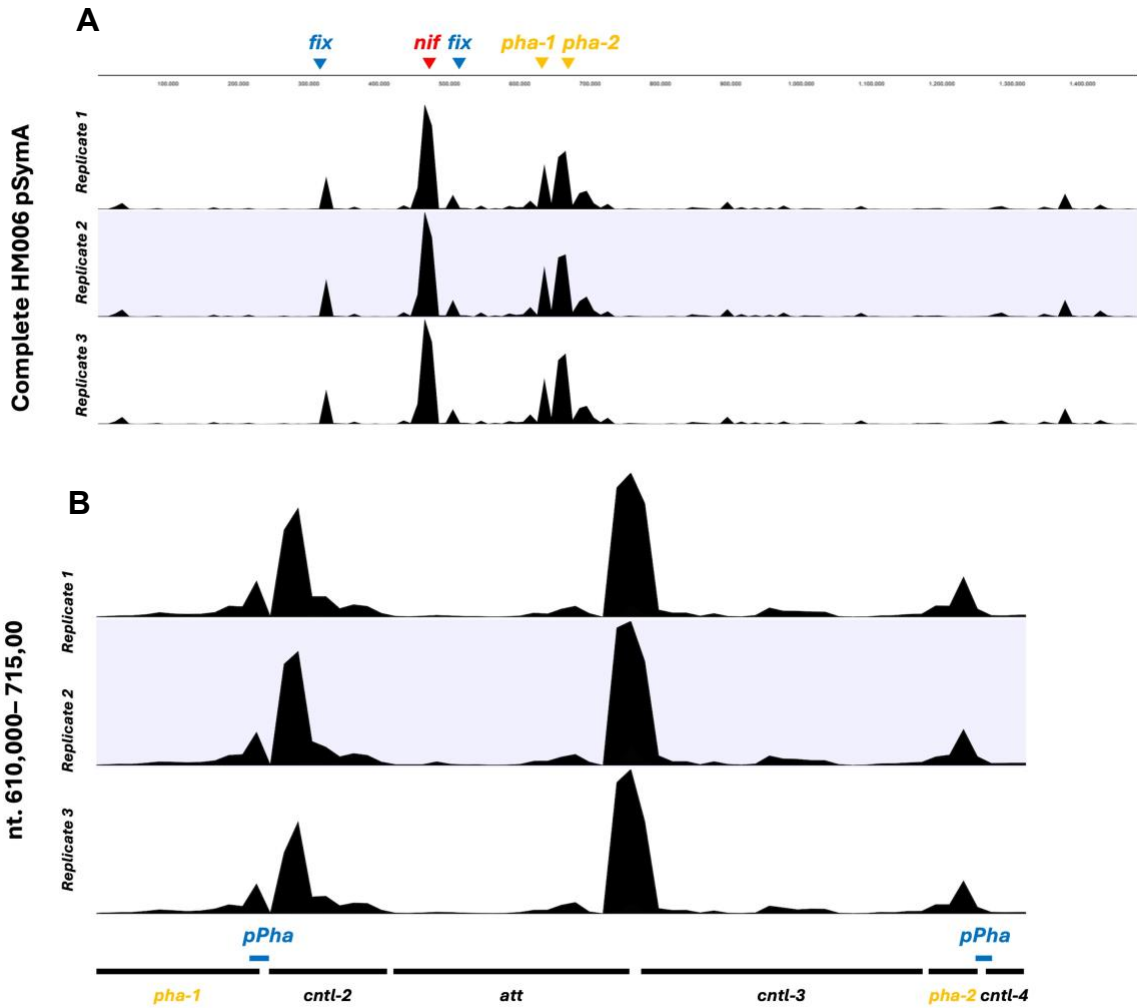 A
fix nif fix pha-1 pha-2
100,000 200,000 300,000 400,000 500,000 600,000 700,000 800,000 900,000 1,000,000 1,100,000 1,200,000 1,300,000 1,400,000
Complete HM006 pSymA
Replicate 1
Replicate 2
Replicate 3
B
nt. 610,000– 715,00
Replicate 1
Replicate 2
Replicate 3
pPha pPha
pha-1 cntl-2 att cntl-3 pha-2 cntl-4